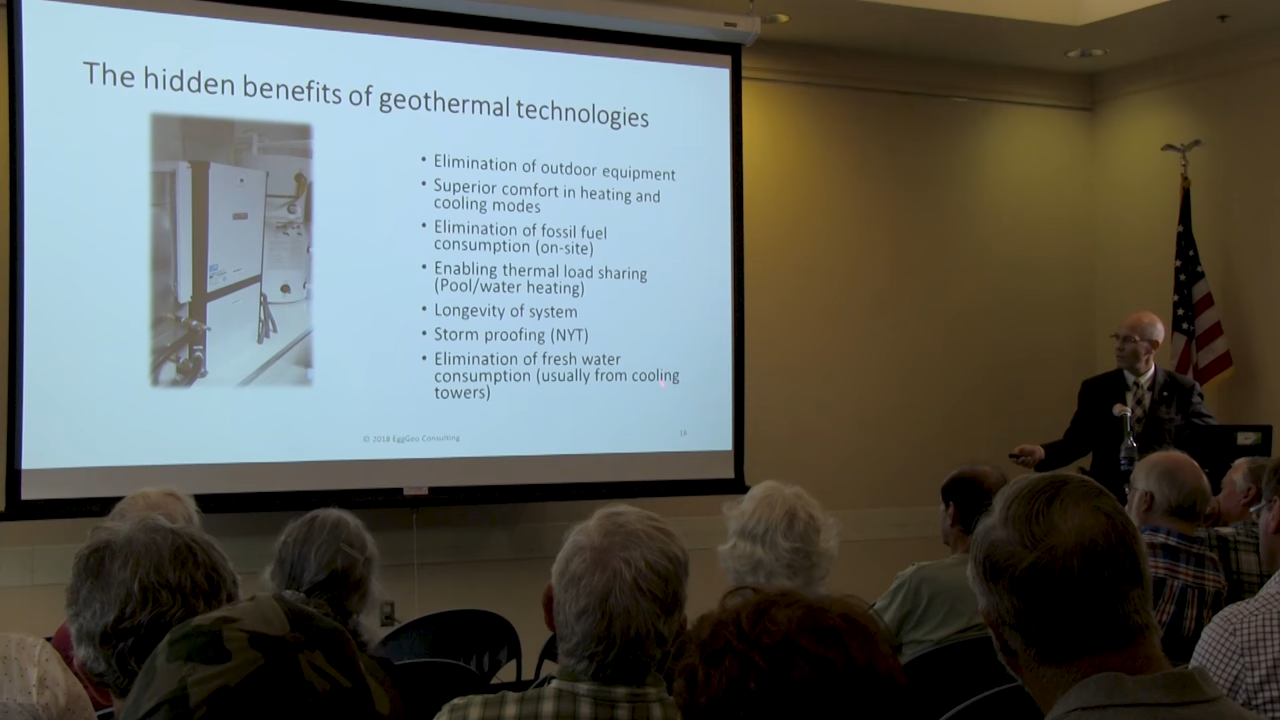 The hidden benefits of geothermal technologies
• Elimination of outdoor equipment
• Superior comfort in heating and
cooling modes
• Elimination of fossil fuel
consumption (on-site)
• Enabling thermal load sharing
(Pool/water heating)
• Longevity of system
• Storm proofing (NYT)
• Elimination of fresh water
consumption (usually from cooling
towers)
© 2018 EggGeo Consulting